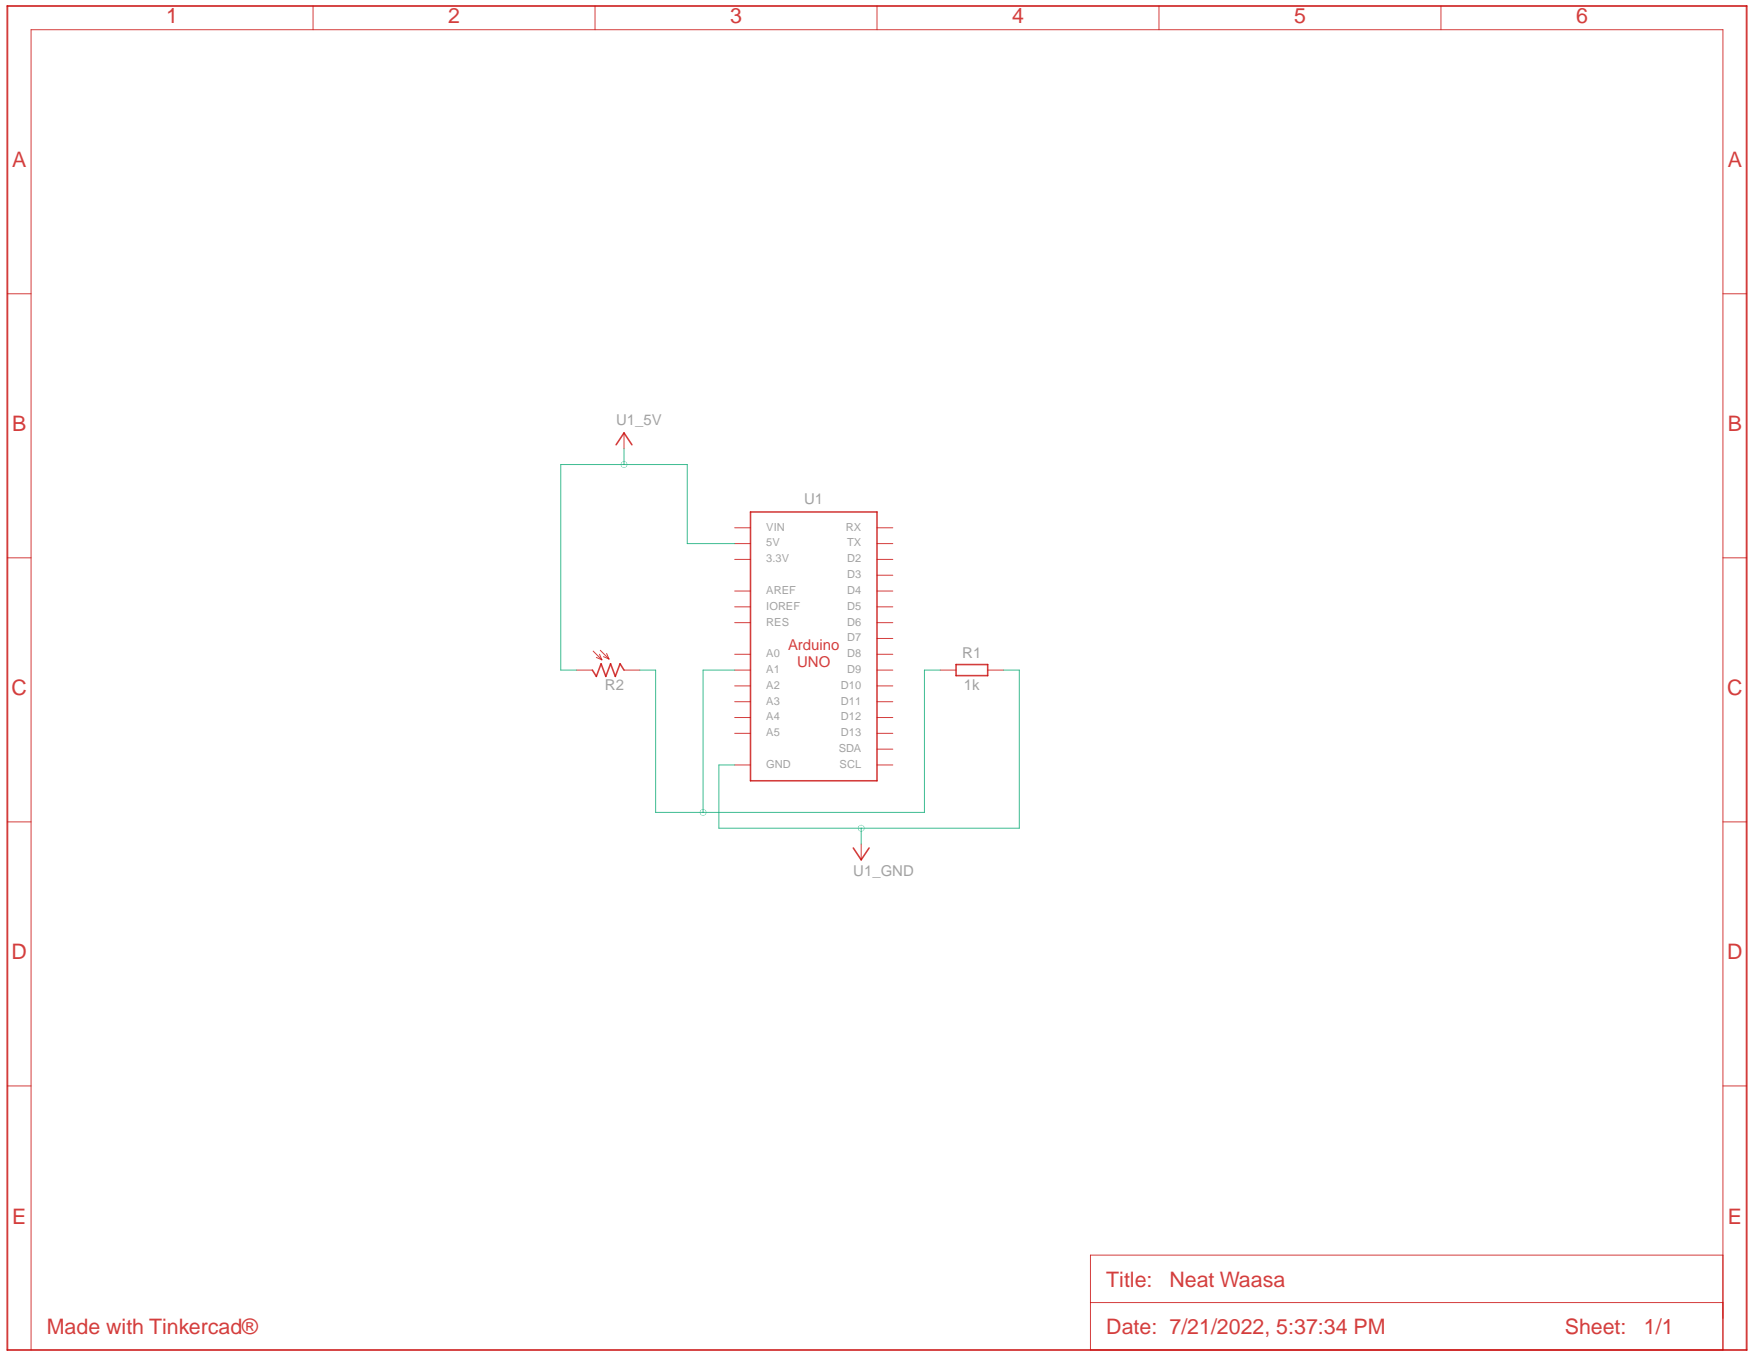 1 2 3 4 5 6
A A
B B
U1_5V
U1
VIN RX
5V TX
3.3V D2
D3
AREF D4
IOREF D5
RES D6
D7
Arduino
UNO
A0 D8
A1 D9
A2 D10
A3 D11
A4 D12
A5 D13
SDA
GND SCL
R1
1k
R2
C C
U1_GND
D D
E E
Title: Neat Waasa
Made with Tinkercad®
Date: 7/21/2022, 5:37:34 PM Sheet: 1/1